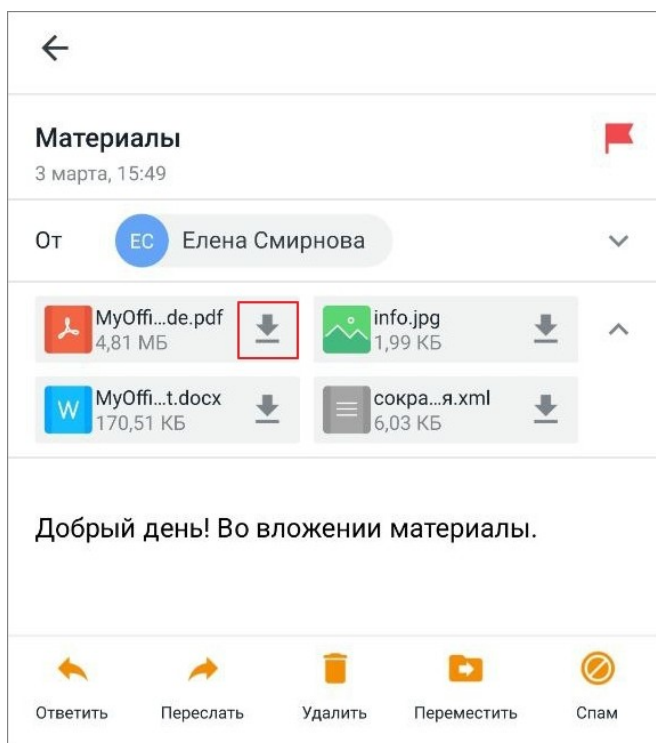 Материалы
3 марта, 15:49
От ЕС Елена Смирнова
MyOffi...de.pdf
4,81 МБ
info.jpg
1,99 КБ
W MyOffi...t.docx
170,51 КБ
сокра...я.xml
6,03 КБ
Добрый день! Во вложении материалы.
Ответить Переслать Удалить Переместить Спам